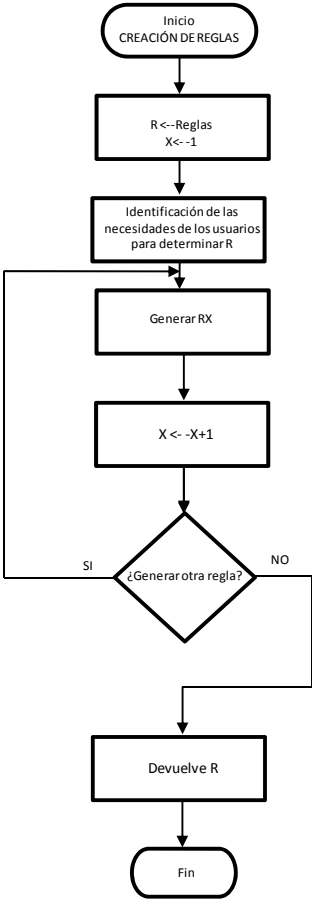 Inicio
CREACIÓN DE REGLAS
R <--Reglas
X<- -1
Identificación de las
necesidades de los usuarios
para determinar R
Generar RX
X <- -X+1
¿Generar otra regla?
SI
NO
Devuelve R
Fin